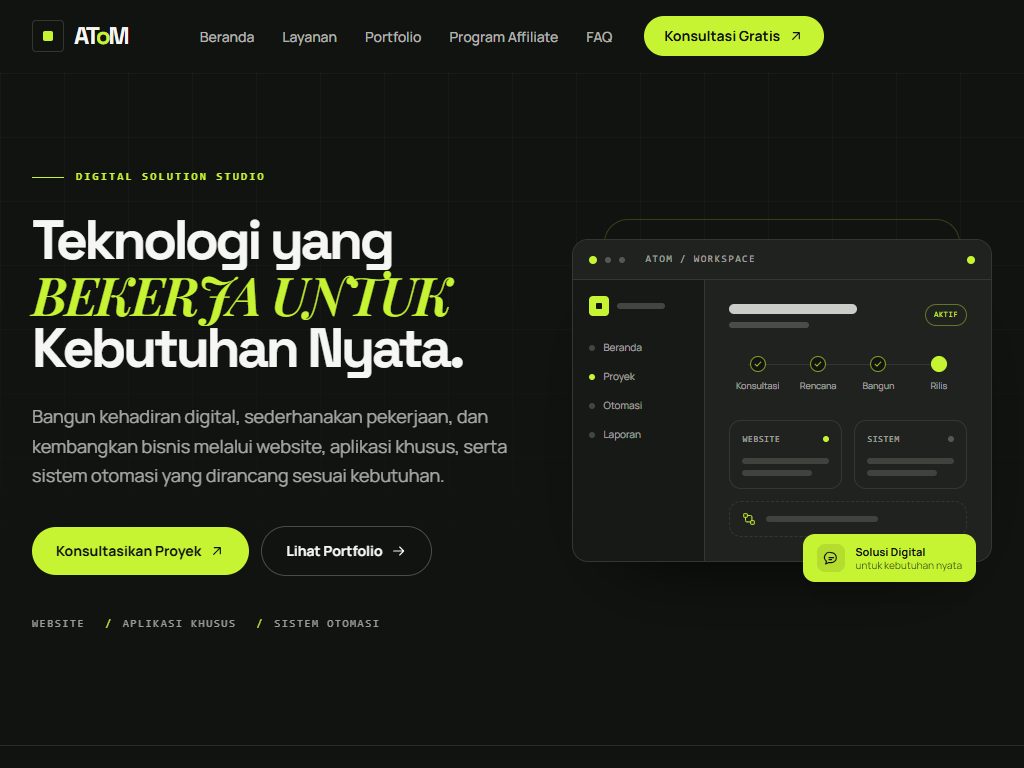 AToM
Beranda
Layanan
Portfolio
Program Affiliate
FAQ
Konsultasi Gratis
DIGITAL SOLUTION STUDIO
Teknologi yang
BEKERJA UNTUK
Kebutuhan Nyata.
Bangun kehadiran digital, sederhanakan pekerjaan, dan
kembangkan bisnis melalui website, aplikasi khusus, serta
sistem otomasi yang dirancang sesuai kebutuhan.
Konsultasikan Proyek
Lihat Portfolio
WEBSITE / APLIKASI KHUSUS / SISTEM OTOMASI
ATOM / WORKSPACE
Beranda
Proyek
Otomasi
Laporan
AKTIF
Konsultasi
Rencana
Bangun
Rilis
WEBSITE
SISTEM
Solusi Digital
untuk kebutuhan nyata